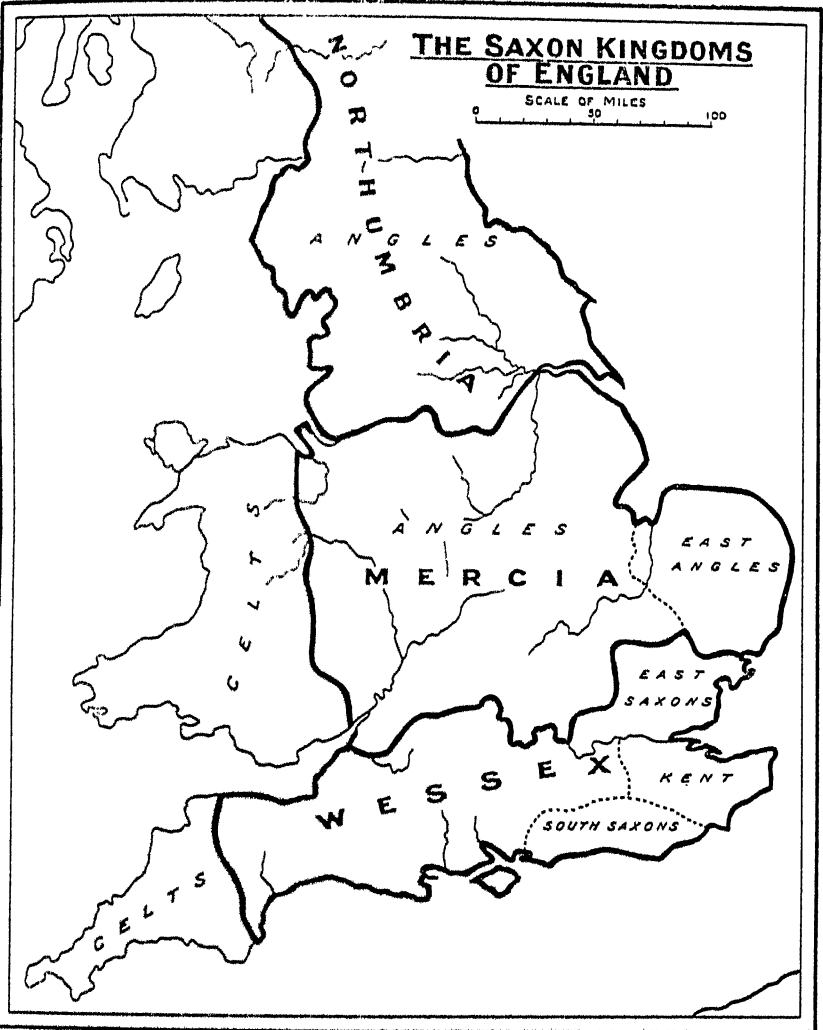 THE SAXON KINGDOMS
OF ENGLAND
SCALE OF MILES
0 50 100
NORTHUMBRIA
ANGLES
ANGLES
MERCIA
CELTS
EAST
ANGLES
EAST
SAXONS
WESSEX
KENT
SOUTH SAXONS
CELTS